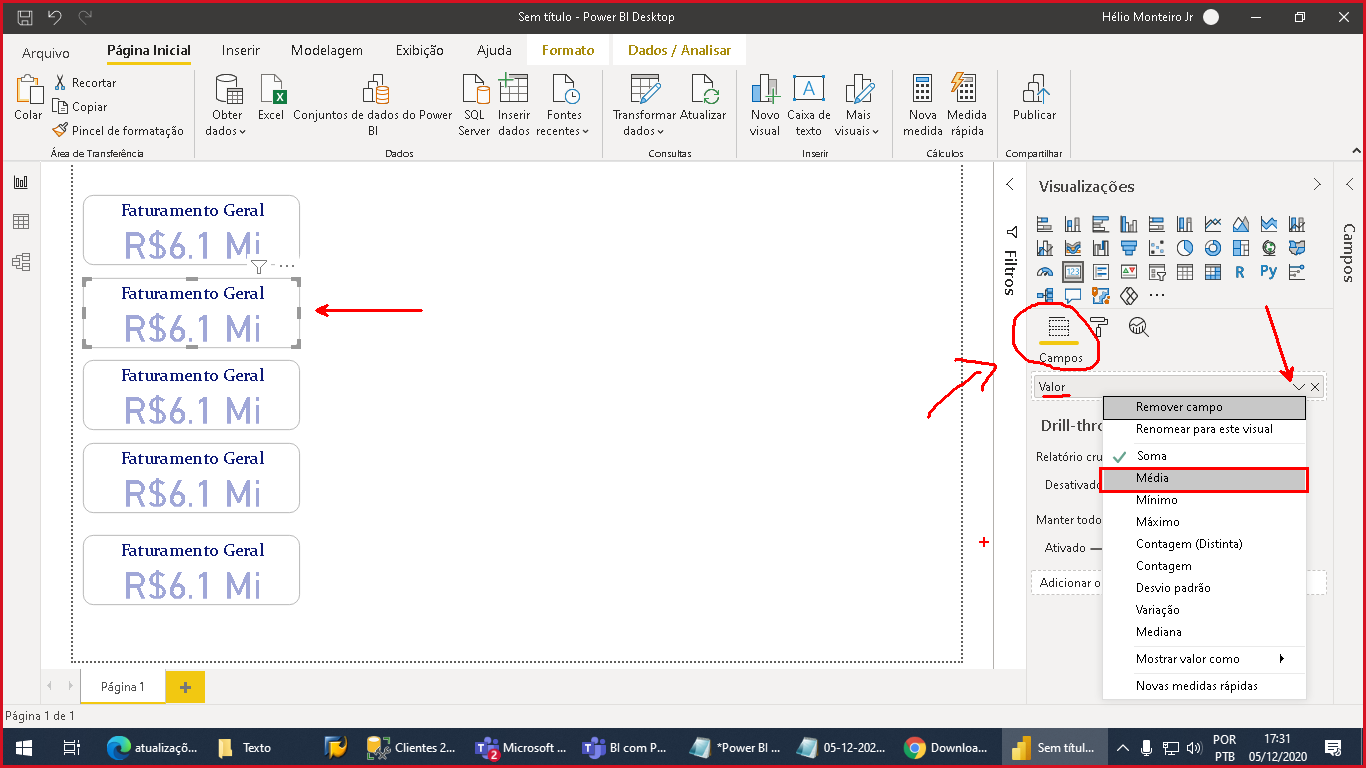 Sem título - Power BI Desktop
Hélio Monteiro Jr
Arquivo Página Inicial Inserir Modelagem Exibição Ajuda Formato Dados / Analisar
Colar
Recortar
Copiar
Pincel de formatação
Área de Transferência
Obter dados
Excel
Conjuntos de dados do Power BI
SQL Server
Inserir dados
Fontes recentes
Dados
Transformar dados
Atualizar
Consultas
Novo visual
Caixa de texto
Mais visuais
Inserir
Nova medida
Medida rápida
Cálculos
Publicar
Compartilhar
Faturamento Geral
R$6.1 Mi
Faturamento Geral
R$6.1 Mi
Faturamento Geral
R$6.1 Mi
Faturamento Geral
R$6.1 Mi
Faturamento Geral
R$6.1 Mi
Filtros
Visualizações
Campos
123
R
Py
Campos
Valor
Drill-thro
Relatório cru
Desativado
Manter todo
Ativado
Adicionar o
Remover campo
Renomear para este visual
Soma
Média
Mínimo
Máximo
Contagem (Distinta)
Contagem
Desvio padrão
Variação
Mediana
Mostrar valor como
Novas medidas rápidas
Página 1
Página 1 de 1
atualizaçõ...
Texto
Clientes 2...
2
Microsoft ...
BI com P...
*Power BI ...
05-12-202...
Downloa...
Sem títul...
POR
PTB
17:31
05/12/2020